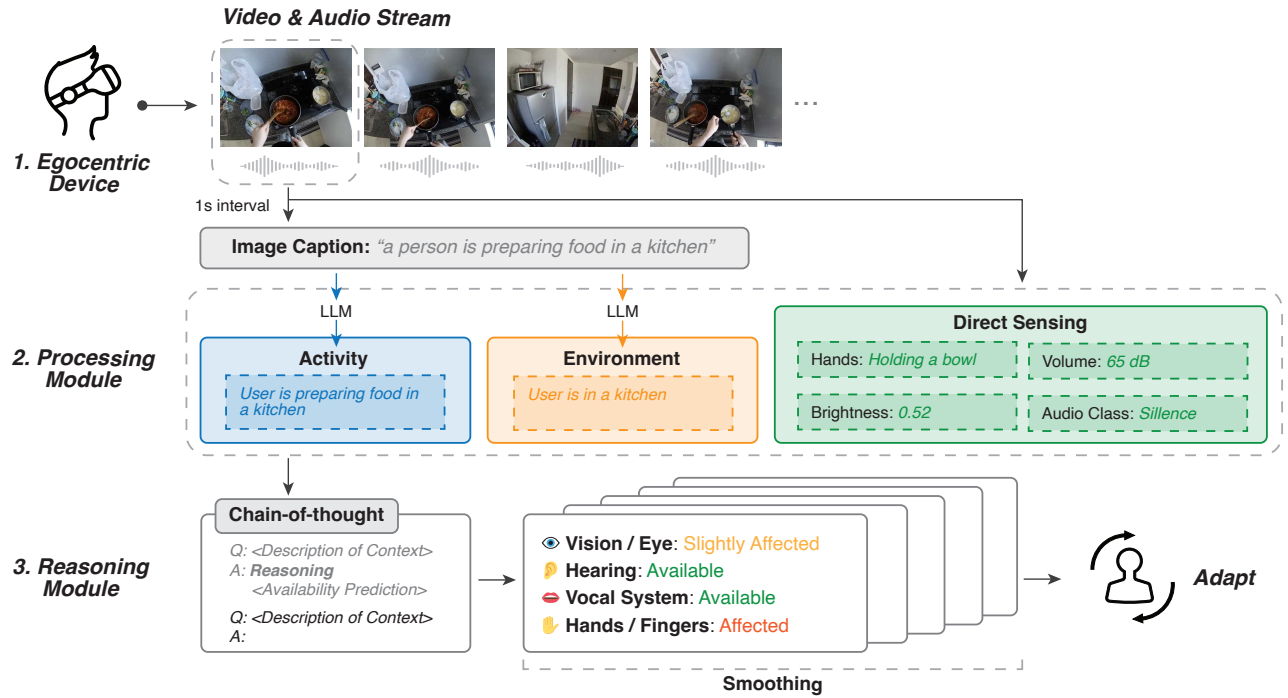 Video & Audio Stream
...
1. Egocentric
Device
1s interval
Image Caption: “a person is preparing food in a kitchen”
LLM
LLM
2. Processing
Module
Activity
User is preparing food in
a kitchen
Environment
User is in a kitchen
Direct Sensing
Hands: Holding a bowl
Volume: 65 dB
Brightness: 0.52
Audio Class: Sillence
3. Reasoning
Module
Chain-of-thought
Q: <Description of Context>
A: Reasoning
<Availability Prediction>
Q: <Description of Context>
A:
Vision / Eye: Slightly Affected
Hearing: Available
Vocal System: Available
Hands / Fingers: Affected
Smoothing
Adapt